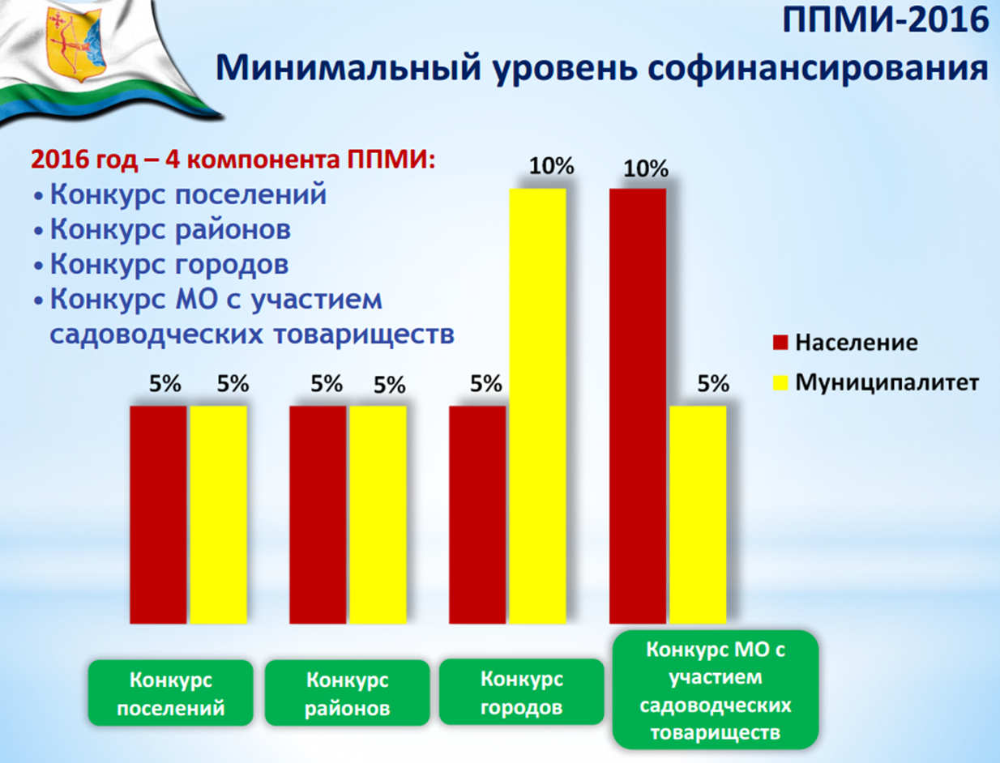 ППМИ-2016
Минимальный уровень софинансирования
2016 год – 4 компонента ППМИ:
• Конкурс поселений
• Конкурс районов
• Конкурс городов
• Конкурс МО с участием
садоводческих товариществ
10%
10%
5%
5%
5%
5%
5%
5%
Население
Муниципалитет
Конкурс
поселений
Конкурс
районов
Конкурс
городов
Конкурс МО с
участием
садоводческих
товариществ